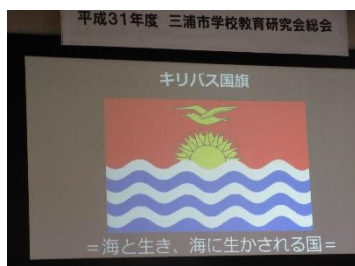 平成31年度 三浦市学校教育研究会総会
キリバス国旗
=海と生き、海に生かされる国=